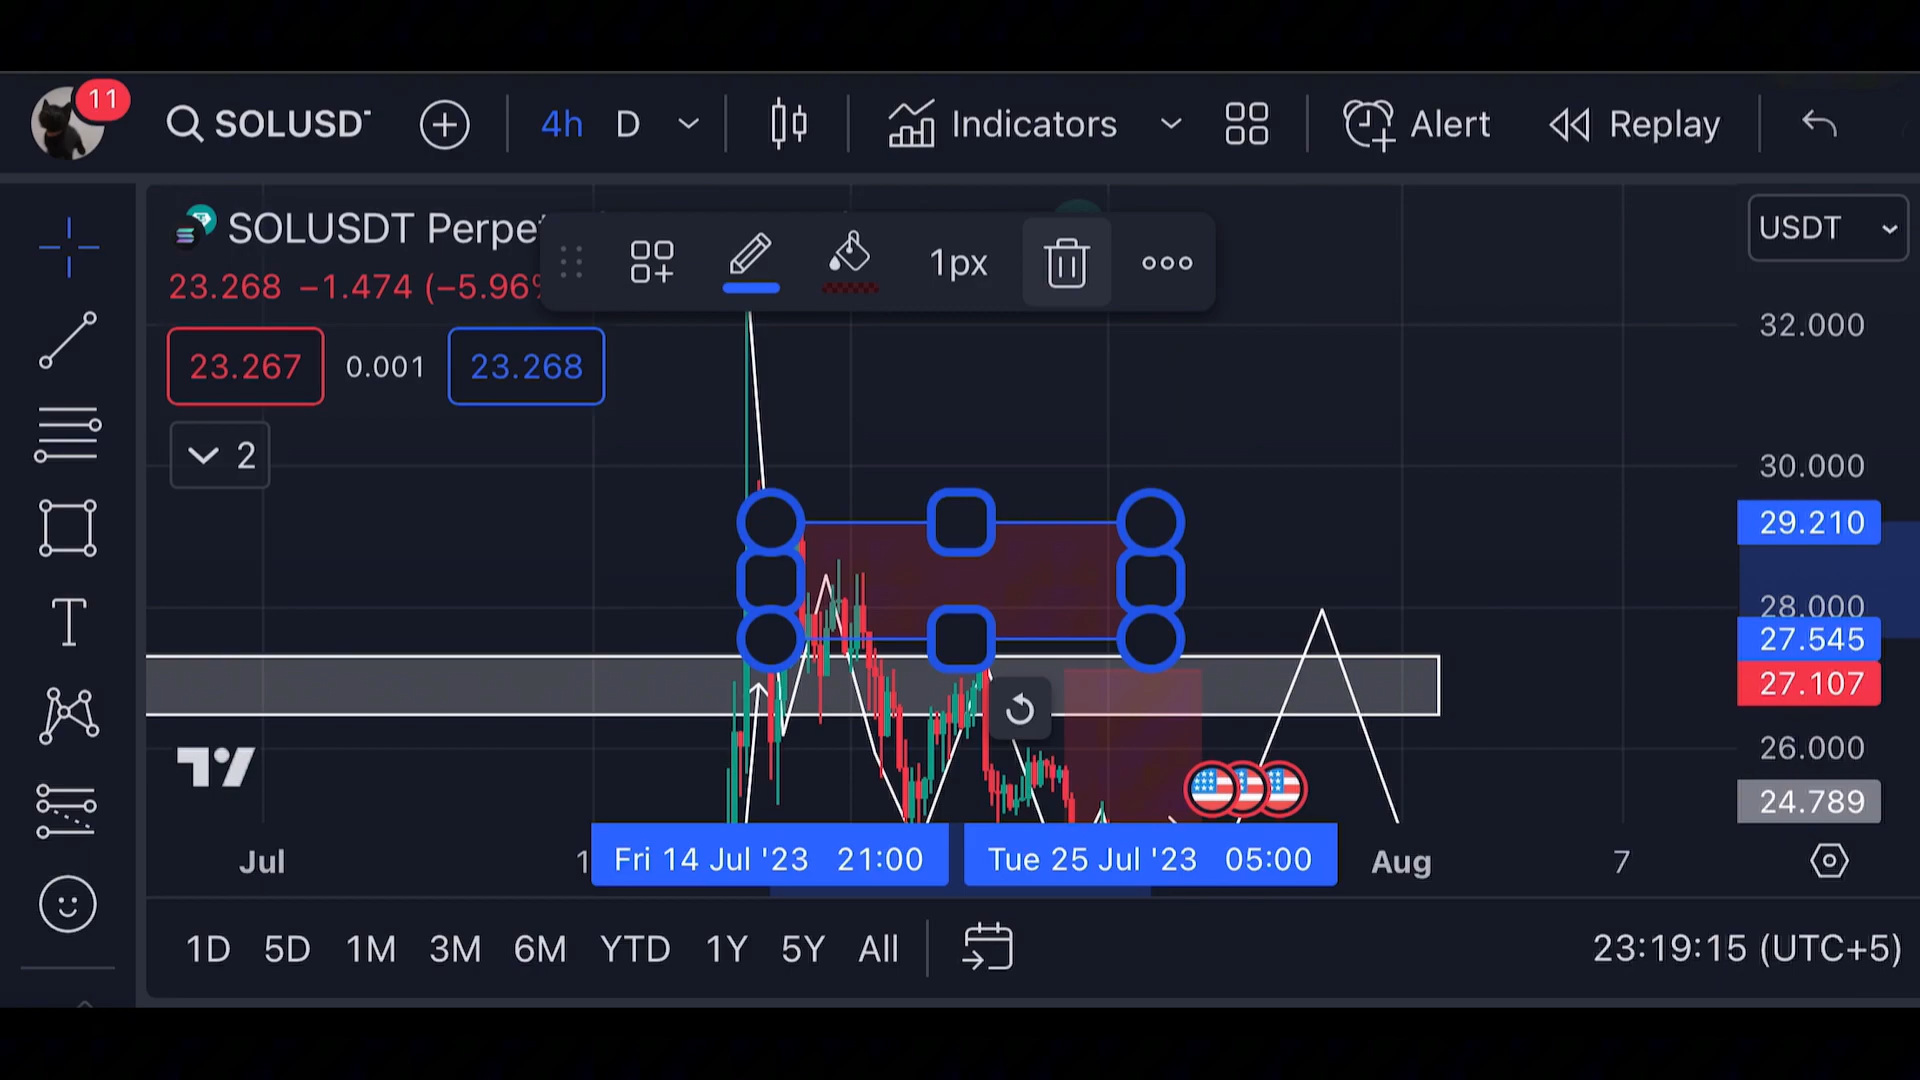 11
SOLUSD
4h D
Indicators
Alert
Replay
SOLUSDT Perpe
23.268 −1.474 (−5.96%
1px
23.267 0.001 23.268
2
USDT
32.000
30.000
29.210
28.000
27.545
27.107
26.000
24.789
Jul
Fri 14 Jul '23 21:00
Tue 25 Jul '23 05:00
Aug
7
1D 5D 1M 3M 6M YTD 1Y 5Y All
23:19:15 (UTC+5)